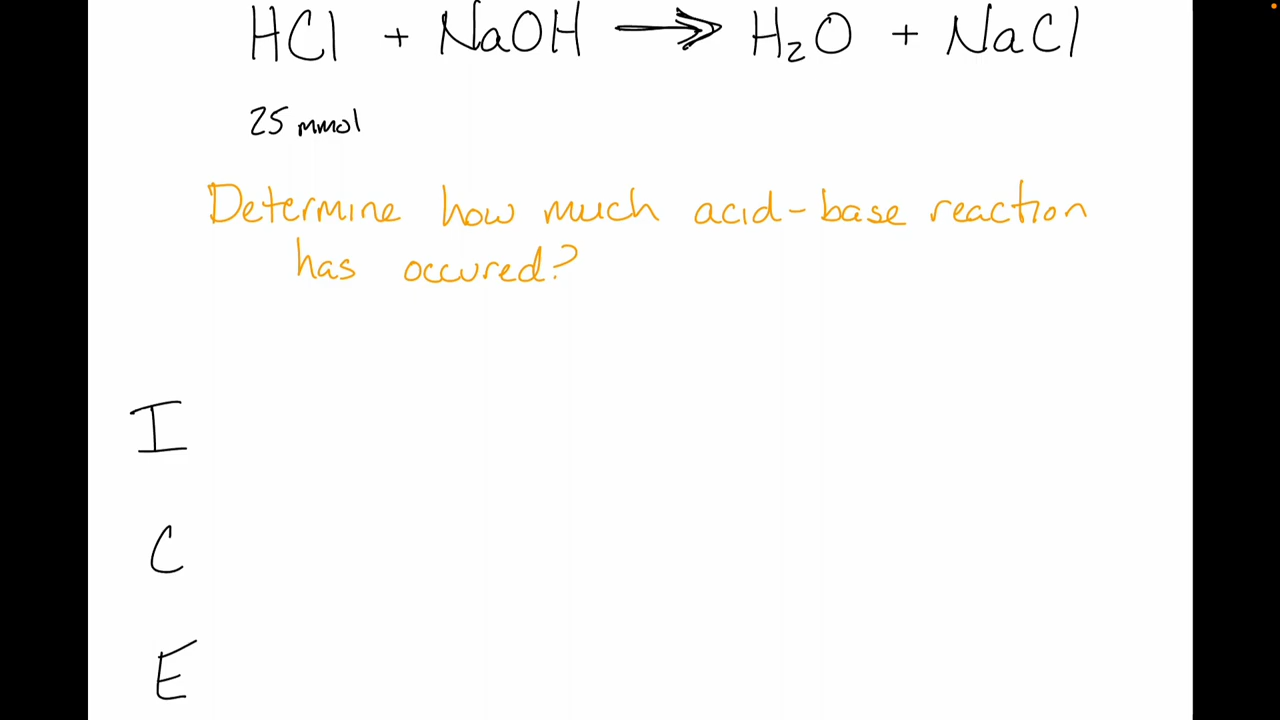 HCl + NaOH → H₂O + NaCl
25 mmol
Determine how much acid-base reaction
has occured?
I
C
E